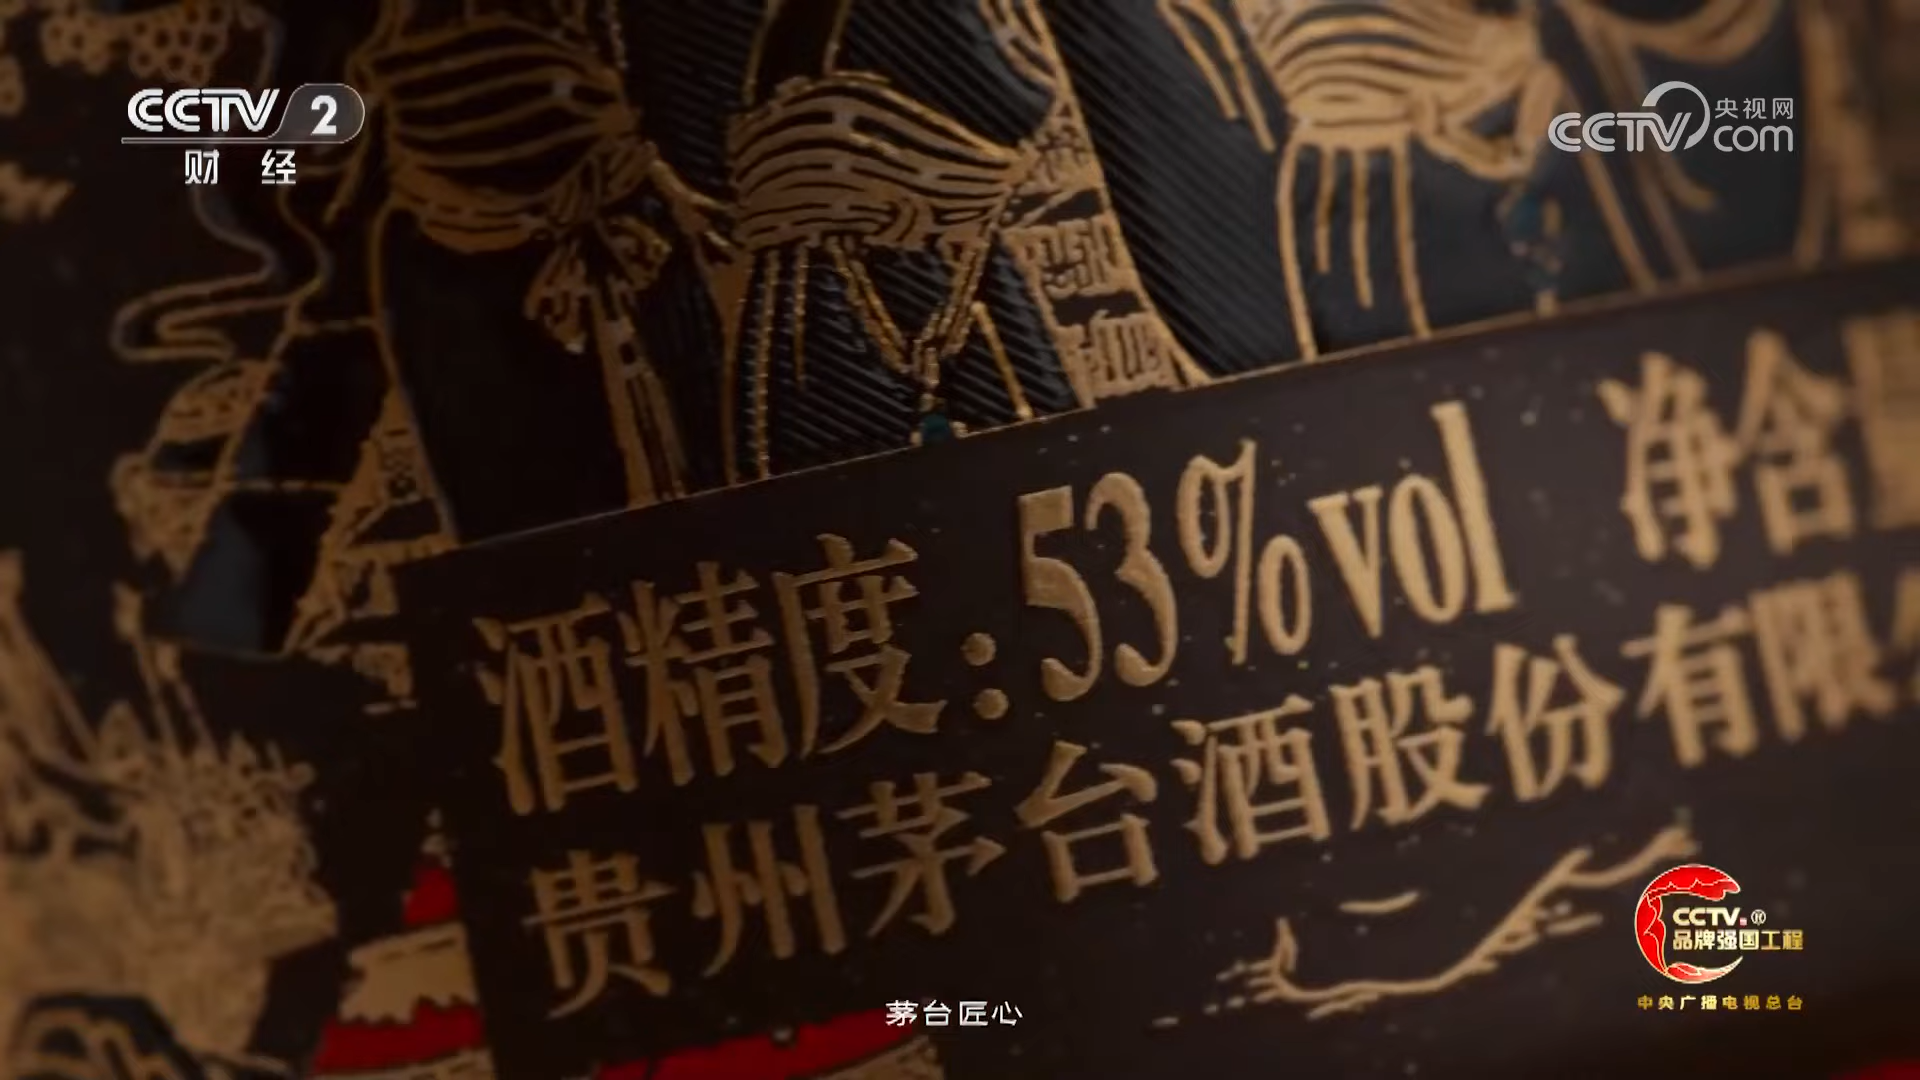 CCTV 2
财 经
央视网
CCTV.com
酒精度:53%vol 净含量
贵州茅台酒股份有限公
CCTV®
品牌强国工程
中央广播电视总台
茅台匠心